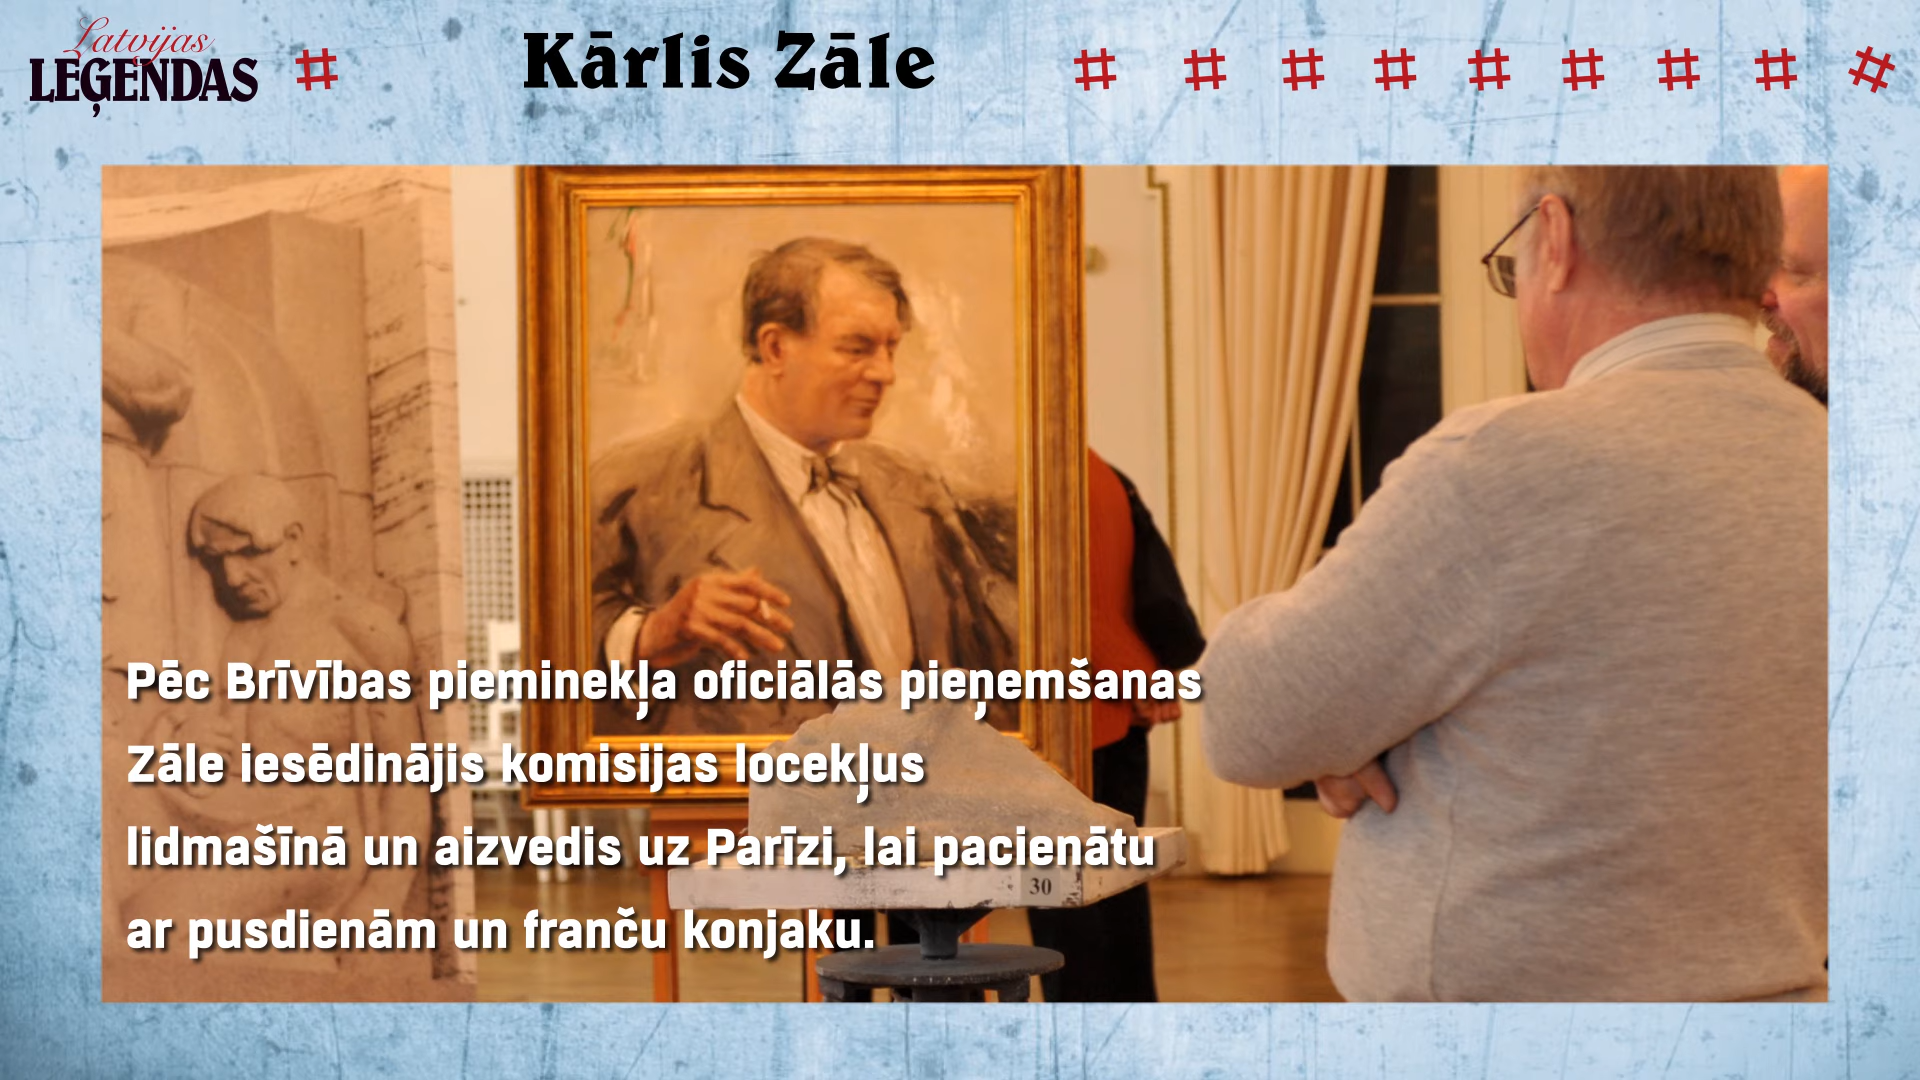 Latvijas
LEĢENDAS
# Kārlis Zāle # # # # # # # # #
Pēc Brīvības pieminekļa oficiālās pieņemšanas
Zāle iesēdinājis komisijas locekļus
lidmašīnā un aizvedis uz Parīzi, lai pacienātu
ar pusdienām un franču konjaku.
30